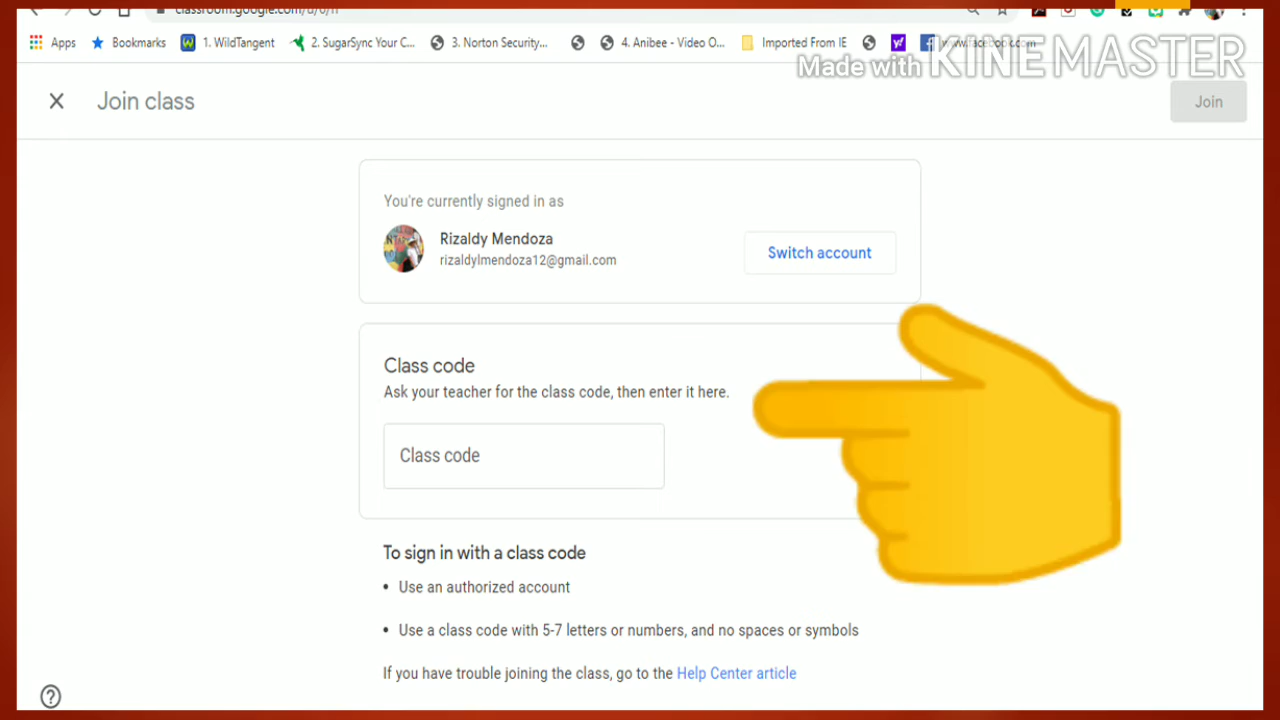 classroom.google.com/u/0/h
Apps Bookmarks 1. WildTangent 2. SugarSync Your C... 3. Norton Security... 4. Anibee - Video O... Imported From IE www.facebook.com
Made with KINEMASTER
Join class
Join
You're currently signed in as
Rizaldy Mendoza
rizaldylmendoza12@gmail.com
Switch account
Class code
Ask your teacher for the class code, then enter it here.
Class code
To sign in with a class code
• Use an authorized account
• Use a class code with 5-7 letters or numbers, and no spaces or symbols
If you have trouble joining the class, go to the Help Center article